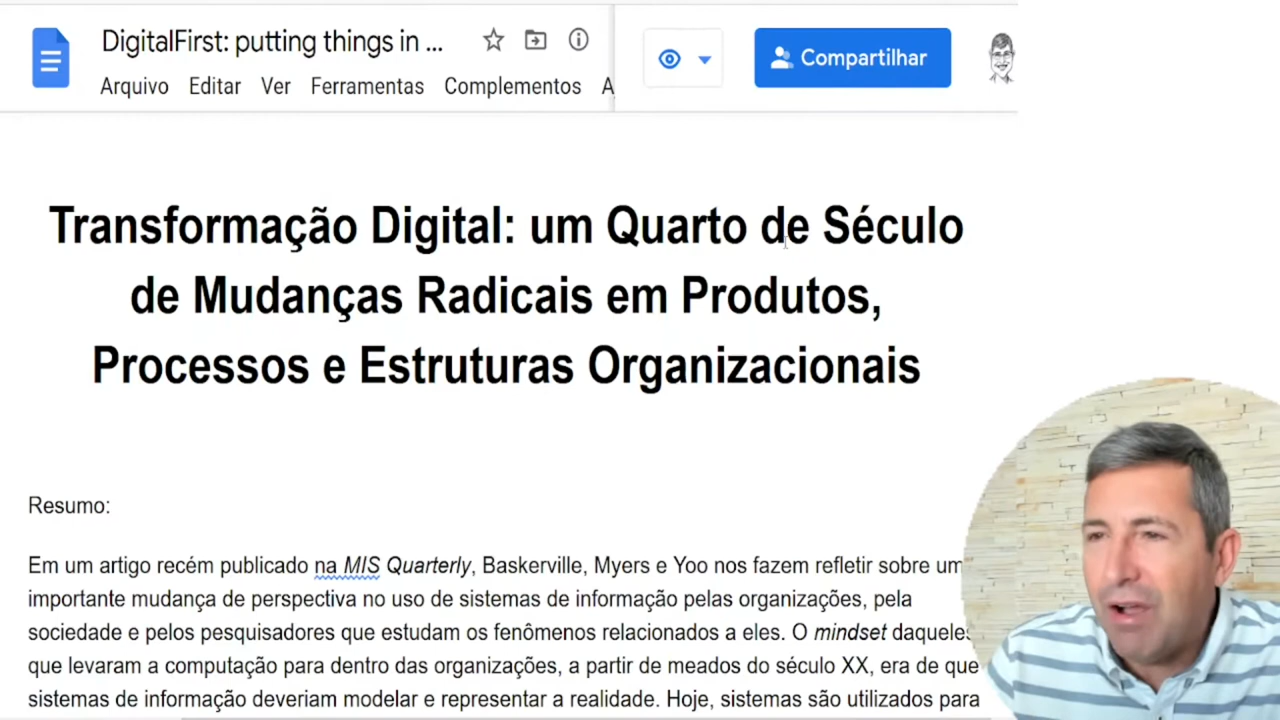 DigitalFirst: putting things in ...
Compartilhar
Arquivo Editar Ver Ferramentas Complementos
Transformação Digital: um Quarto de Século
de Mudanças Radicais em Produtos,
Processos e Estruturas Organizacionais
Resumo:
Em um artigo recém publicado na MIS Quarterly, Baskerville, Myers e Yoo nos fazem refletir sobre um
importante mudança de perspectiva no uso de sistemas de informação pelas organizações, pela
sociedade e pelos pesquisadores que estudam os fenômenos relacionados a eles. O mindset daqueles
que levaram a computação para dentro das organizações, a partir de meados do século XX, era de que
sistemas de informação deveriam modelar e representar a realidade. Hoje, sistemas são utilizados para